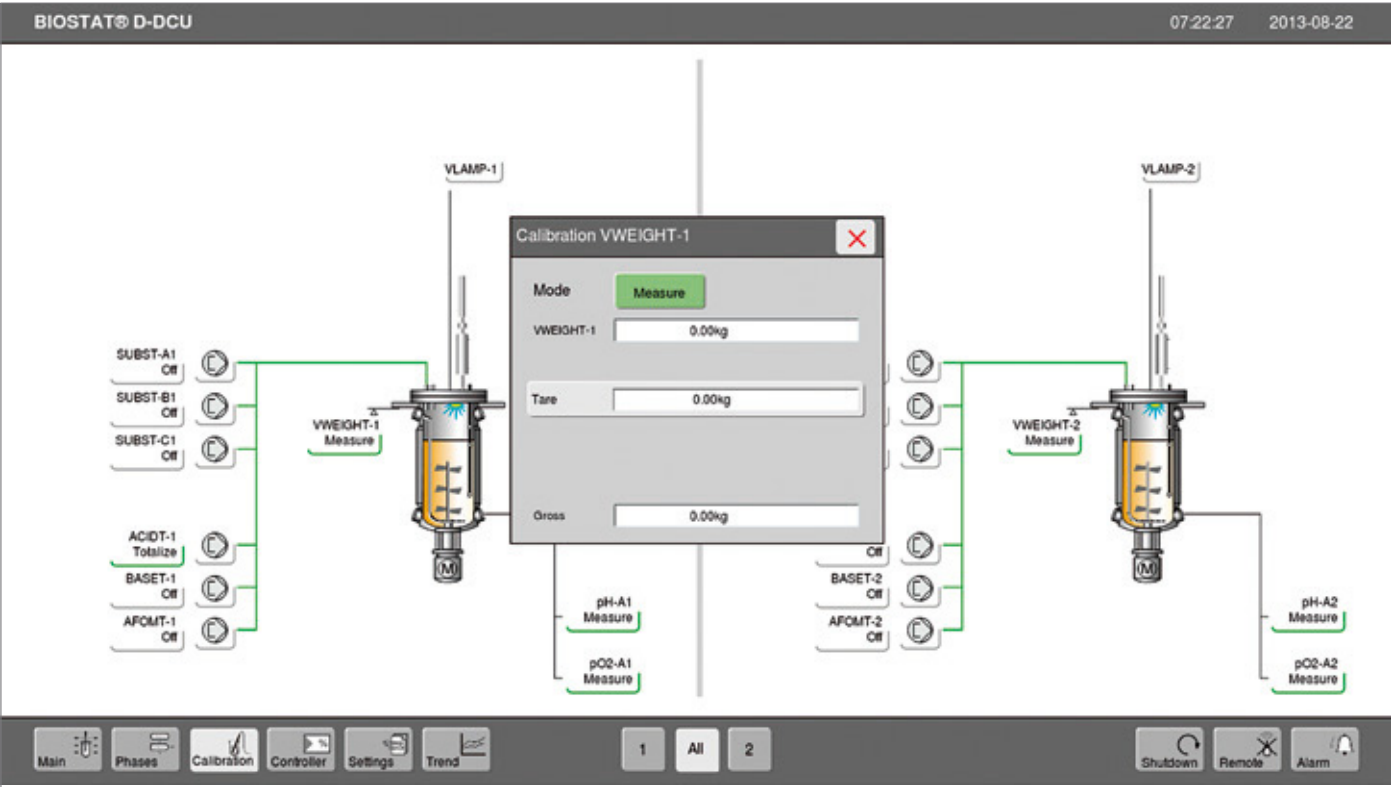 BIOSTAT® D-DCU
07:22:27 2013-08-22
VLAMP-1
VLAMP-2
Calibration VWEIGHT-1
Mode Measure
VWEIGHT-1 0.00kg
Tare 0.00kg
Gross 0.00kg
SUBST-A1
Off
SUBST-B1
Off
SUBST-C1
Off
VWEIGHT-1
Measure
ACIDT-1
Totalize
BASET-1
Off
AFOMT-1
Off
pH-A1
Measure
pO2-A1
Measure
VWEIGHT-2
Measure
Off
BASET-2
Off
AFOMT-2
Off
pH-A2
Measure
pO2-A2
Measure
(M)
(M)
Main Phases Calibration Controller Settings Trend
1 All 2
Shutdown Remote Alarm